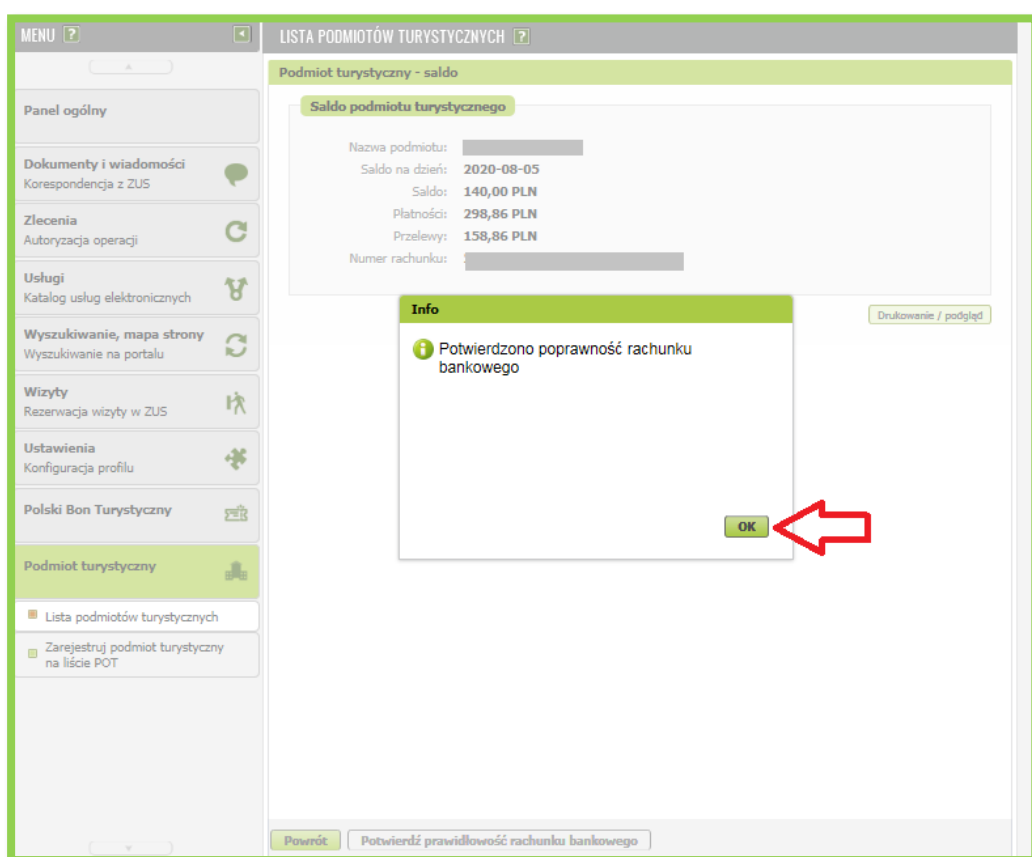 MENU ?
LISTA PODMIOTÓW TURYSTYCZNYCH ?
Podmiot turystyczny - saldo
Saldo podmiotu turystycznego
Nazwa podmiotu:
Saldo na dzień: 2020-08-05
Saldo: 140,00 PLN
Płatności: 298,86 PLN
Przelewy: 158,86 PLN
Numer rachunku:
Drukowanie / podgląd
Info
Potwierdzono poprawność rachunku
bankowego
OK
Panel ogólny
Dokumenty i wiadomości
Korespondencja z ZUS
Zlecenia
Autoryzacja operacji
Usługi
Katalog usług elektronicznych
Wyszukiwanie, mapa strony
Wyszukiwanie na portalu
Wizyty
Rezerwacja wizyty w ZUS
Ustawienia
Konfiguracja profilu
Polski Bon Turystyczny
Podmiot turystyczny
Lista podmiotów turystycznych
Zarejestruj podmiot turystyczny
na liście POT
Powrót
Potwierdź prawidłowość rachunku bankowego